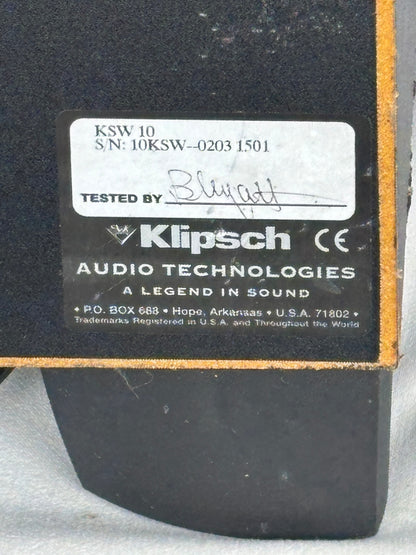 KSW 10
S/N: 10KSW--0203 1501
TESTED BY
Klipsch CE
AUDIO TECHNOLOGIES
A LEGEND IN SOUND
• P.O. BOX 688 • Hope, Arkansas • U.S.A. 71802 •
Trademarks Registered in U.S.A. and Throughout the World